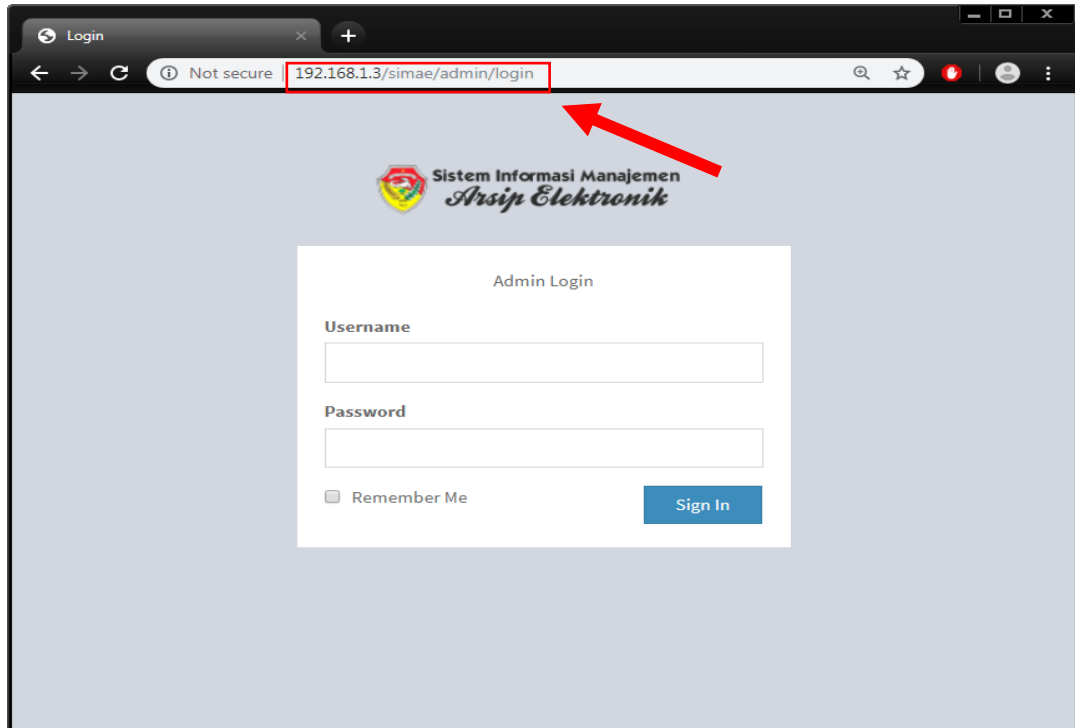 Login
Not secure
192.168.1.3/simae/admin/login
Sistem Informasi Manajemen
Arsip Elektronik
Admin Login
Username
Password
Remember Me
Sign In